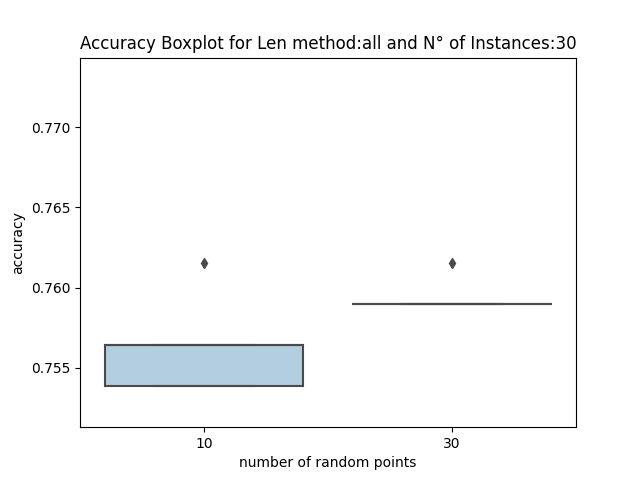 Accuracy Boxplot for Len method:all and N° of Instances:30
0.770
0.765
0.760
0.755
accuracy
10 30
number of random points